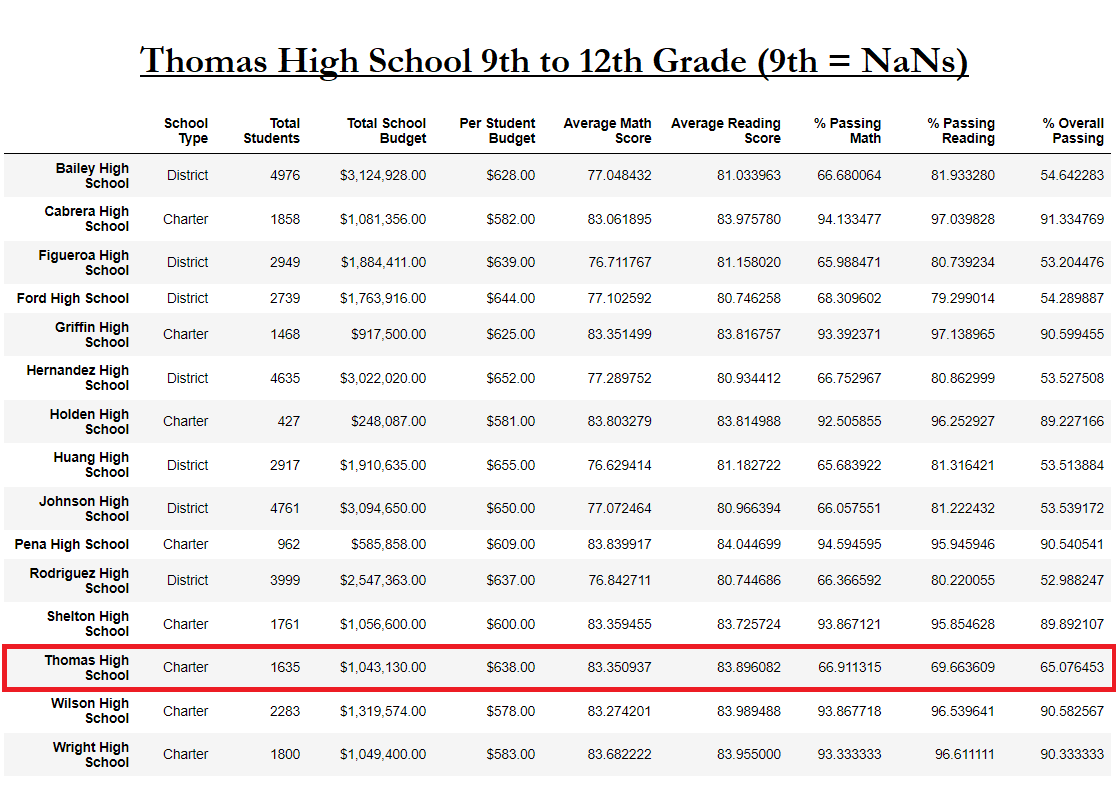 Thomas High School 9th to 12th Grade (9th = NaNs)
School Type Total Students Total School Budget Per Student Budget Average Math Score Average Reading Score % Passing Math % Passing Reading % Overall Passing
Bailey High School District 4976 $3,124,928.00 $628.00 77.048432 81.033963 66.680064 81.933280 54.642283
Cabrera High School Charter 1858 $1,081,356.00 $582.00 83.061895 83.975780 94.133477 97.039828 91.334769
Figueroa High School District 2949 $1,884,411.00 $639.00 76.711767 81.158020 65.988471 80.739234 53.204476
Ford High School District 2739 $1,763,916.00 $644.00 77.102592 80.746258 68.309602 79.299014 54.289887
Griffin High School Charter 1468 $917,500.00 $625.00 83.351499 83.816757 93.392371 97.138965 90.599455
Hernandez High School District 4635 $3,022,020.00 $652.00 77.289752 80.934412 66.752967 80.862999 53.527508
Holden High School Charter 427 $248,087.00 $581.00 83.803279 83.814988 92.505855 96.252927 89.227166
Huang High School District 2917 $1,910,635.00 $655.00 76.629414 81.182722 65.683922 81.316421 53.513884
Johnson High School District 4761 $3,094,650.00 $650.00 77.072464 80.966394 66.057551 81.222432 53.539172
Pena High School Charter 962 $585,858.00 $609.00 83.839917 84.044699 94.594595 95.945946 90.540541
Rodriguez High School District 3999 $2,547,363.00 $637.00 76.842711 80.744686 66.366592 80.220055 52.988247
Shelton High School Charter 1761 $1,056,600.00 $600.00 83.359455 83.725724 93.867121 95.854628 89.892107
Thomas High School Charter 1635 $1,043,130.00 $638.00 83.350937 83.896082 66.911315 69.663609 65.076453
Wilson High School Charter 2283 $1,319,574.00 $578.00 83.274201 83.989488 93.867718 96.539641 90.582567
Wright High School Charter 1800 $1,049,400.00 $583.00 83.682222 83.955000 93.333333 96.611111 90.333333